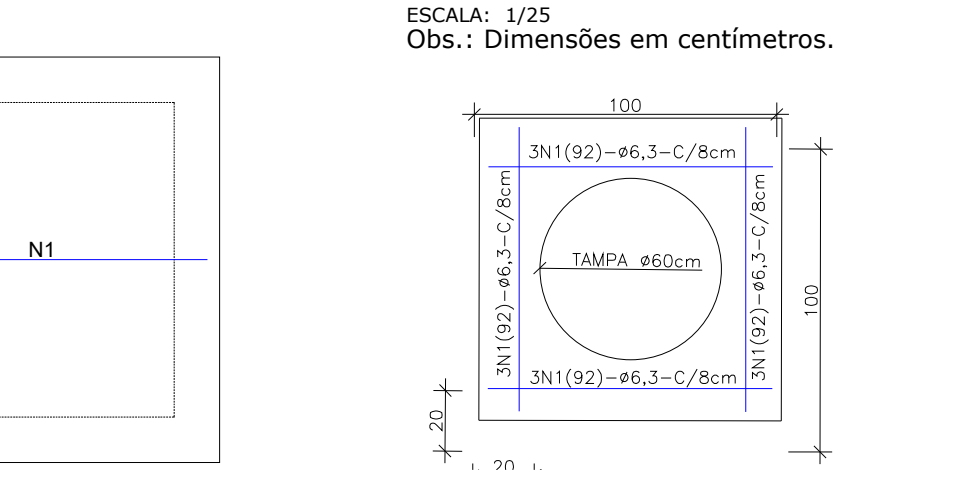 ESCALA: 1/25
Obs.: Dimensões em centímetros.
100
3N1(92)-ø6,3-C/8cm
3N1(92)-ø6,3-C/8cm
TAMPA ø60cm
3N1(92)-ø6,3-C/8cm
3N1(92)-ø6,3-C/8cm
100
20
20
N1